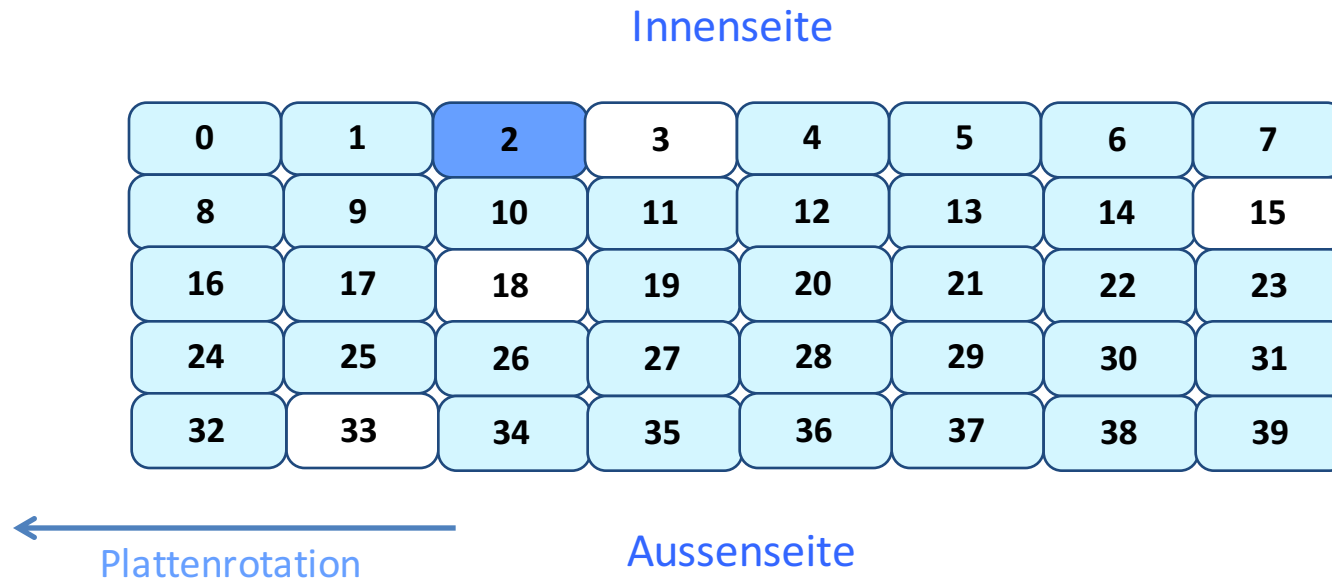 Innenseite
0 1 2 3 4 5 6 7
8 9 10 11 12 13 14 15
16 17 18 19 20 21 22 23
24 25 26 27 28 29 30 31
32 33 34 35 36 37 38 39
Plattenrotation
Aussenseite